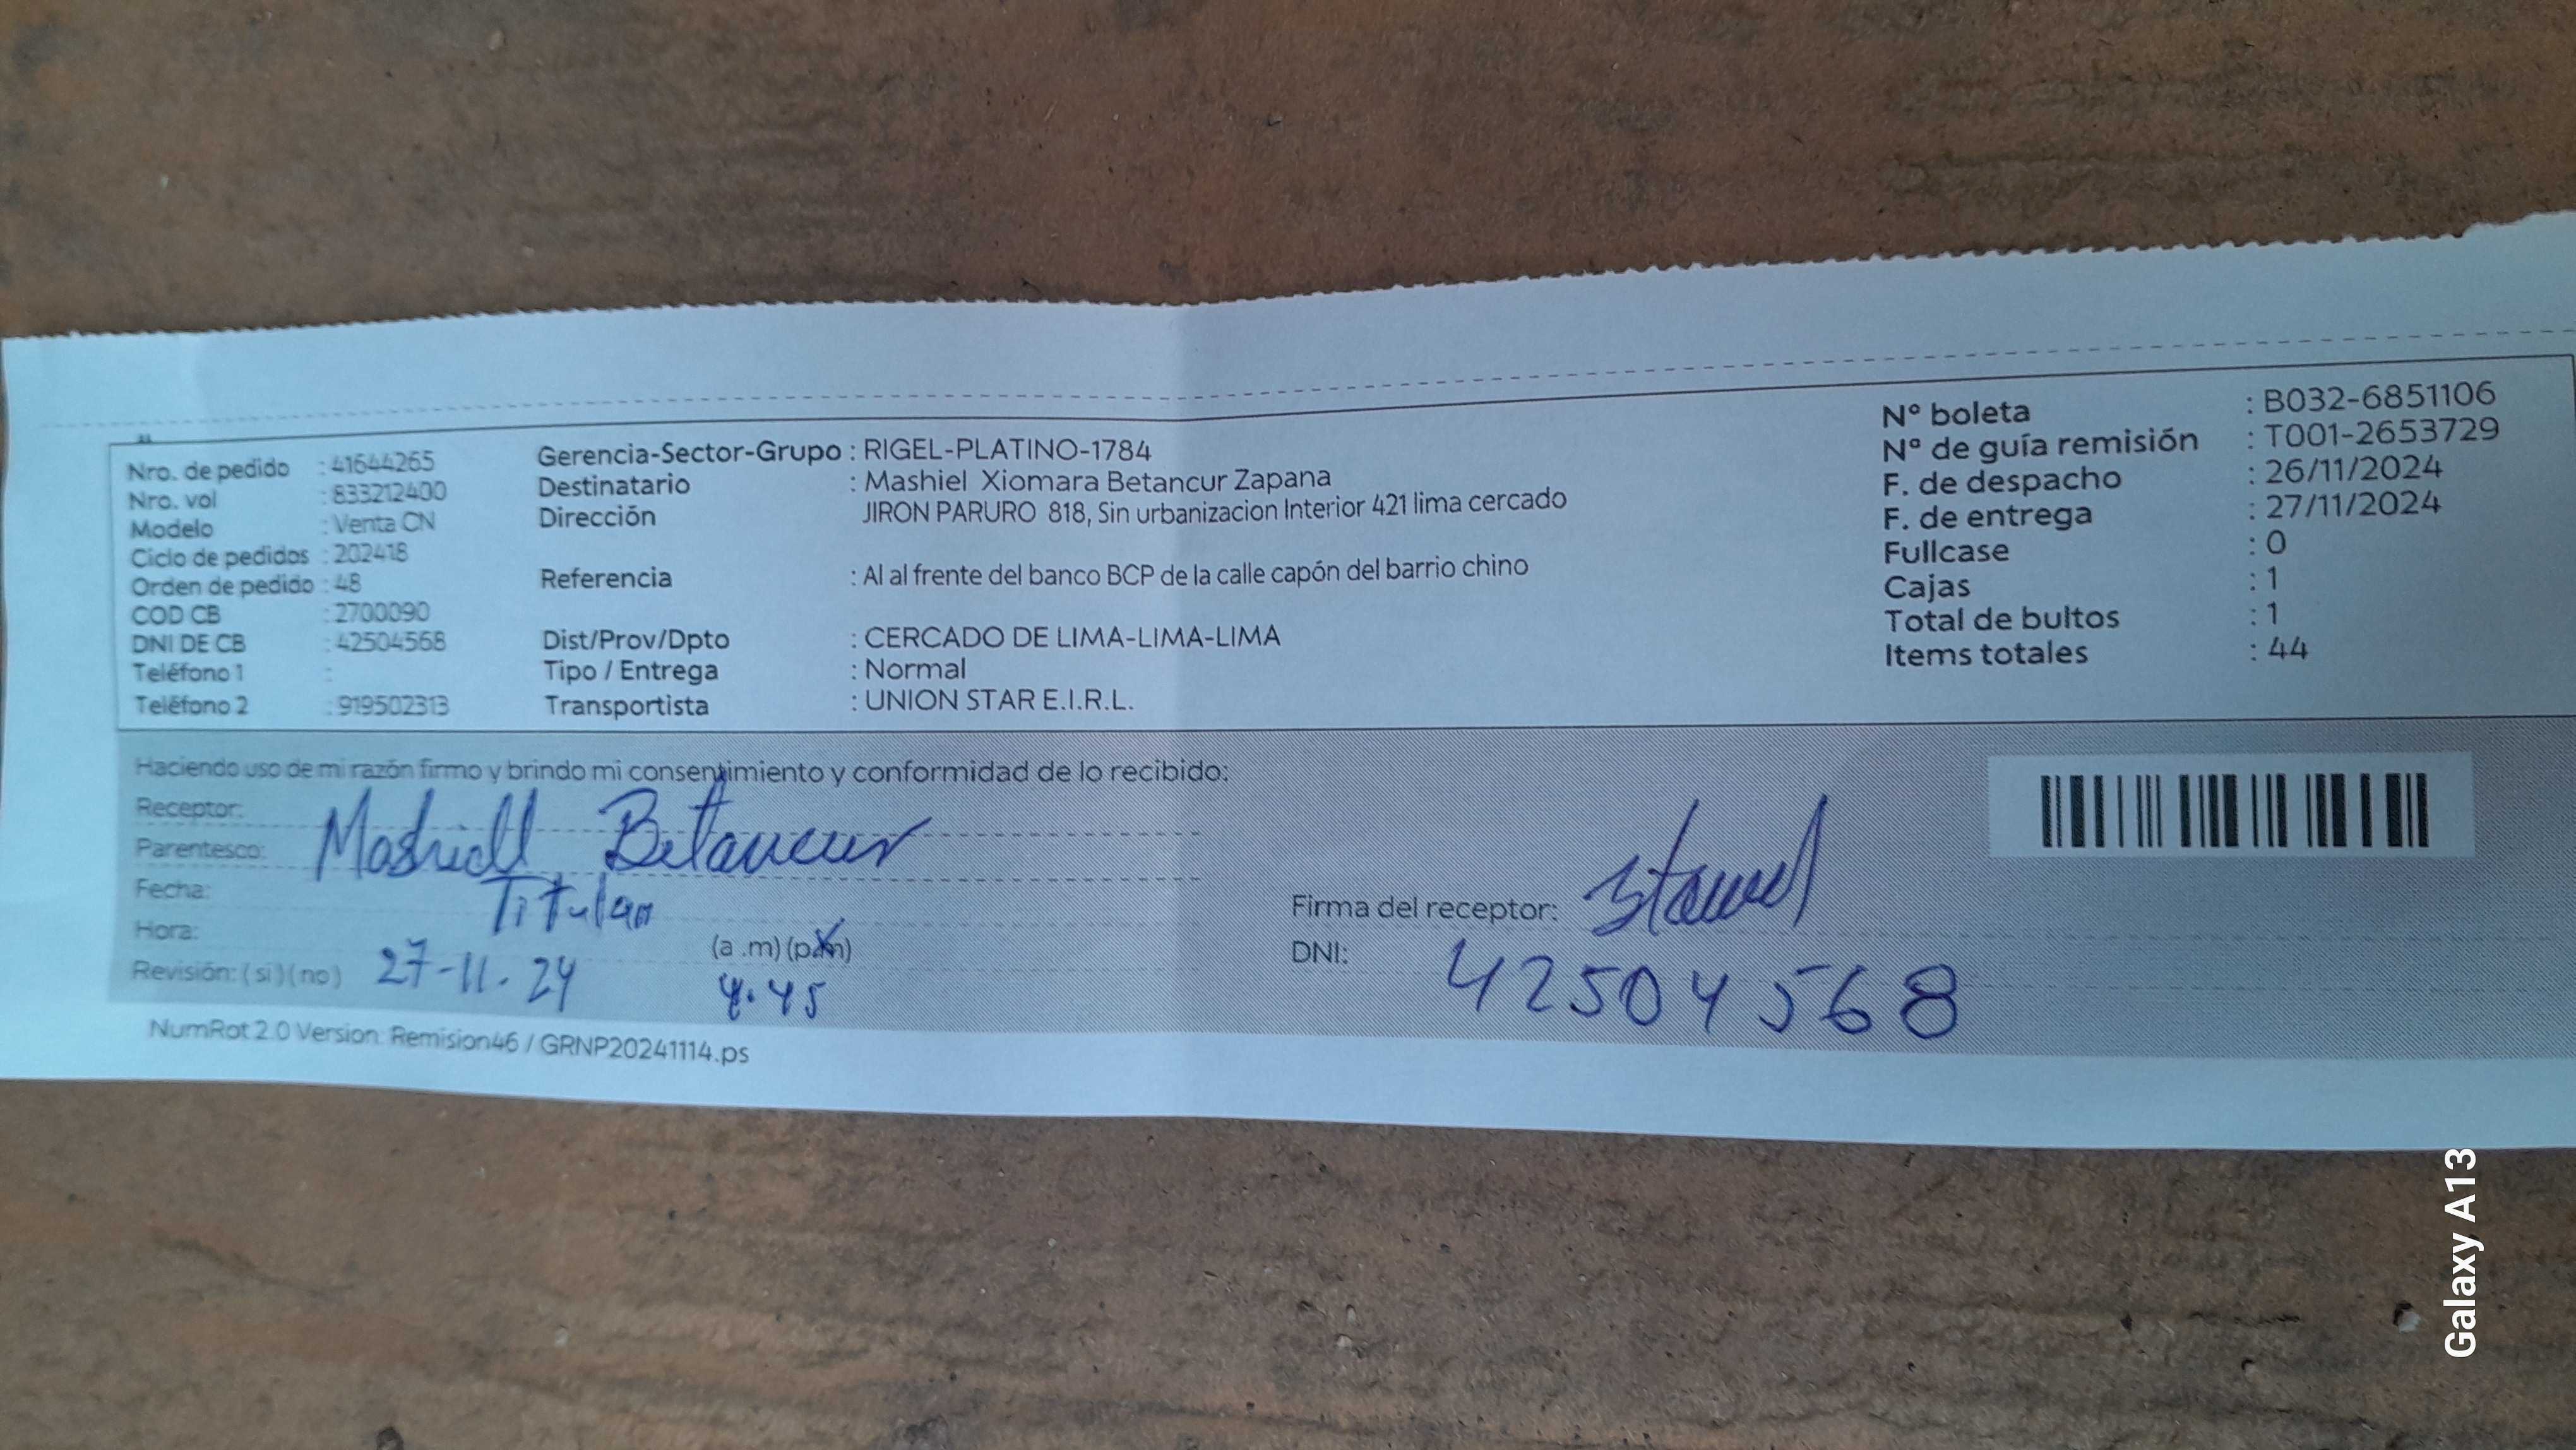 Nro. de pedido : 41644265
Nro. vol : 833212400
Modelo : Venta CN
Ciclo de pedidos : 202418
Orden de pedido : 48
COD CB : 2700090
DNI DE CB : 42504568
Teléfono 1 :
Teléfono 2 : 919502313
Gerencia-Sector-Grupo : RIGEL-PLATINO-1784
Destinatario : Mashiel Xiomara Betancur Zapana
Dirección JIRON PARURO 818, Sin urbanizacion Interior 421 lima cercado
Referencia : Al al frente del banco BCP de la calle capón del barrio chino
Dist/Prov/Dpto : CERCADO DE LIMA-LIMA-LIMA
Tipo / Entrega : Normal
Transportista : UNION STAR E.I.R.L.
N° boleta : B032-6851106
N° de guía remisión : T001-2653729
F. de despacho : 26/11/2024
F. de entrega : 27/11/2024
Fullcase : 0
Cajas : 1
Total de bultos : 1
Items totales : 44
Haciendo uso de mi razón firmo y brindo mi consentimiento y conformidad de lo recibido:
Receptor:
Parentesco: Mashiell Betancur
Fecha: Titular
Hora: (a .m) (p.m)
Revisión: ( si ) ( no ) 27-11.24 4.45
Firma del receptor:
DNI: 42504568
NumRot 2.0 Version: Remision46 / GRNP20241114.ps
Galaxy A13